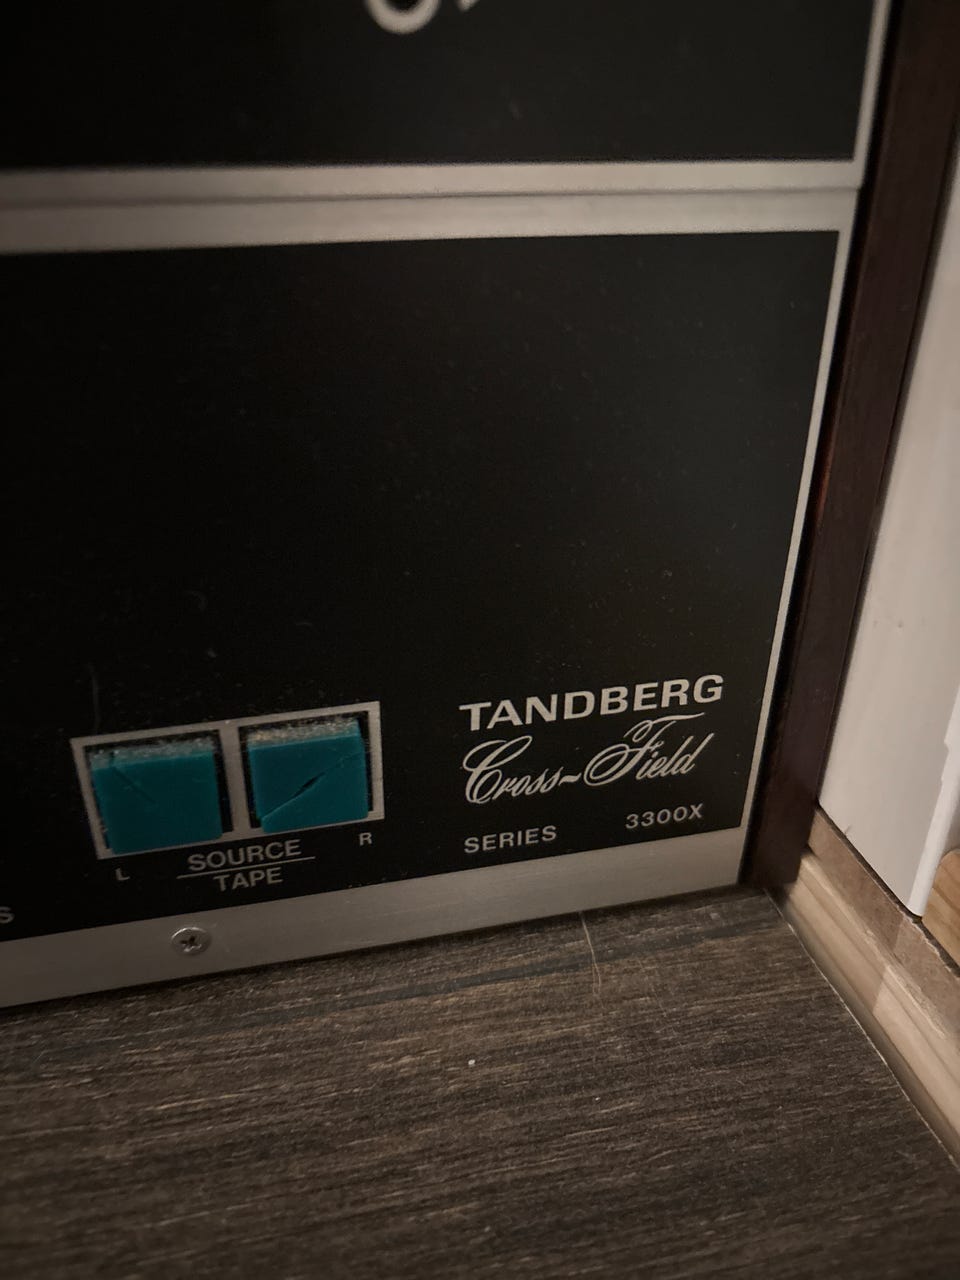 TANDBERG
Cross~Field
SERIES 3300X
L R
SOURCE
TAPE
S